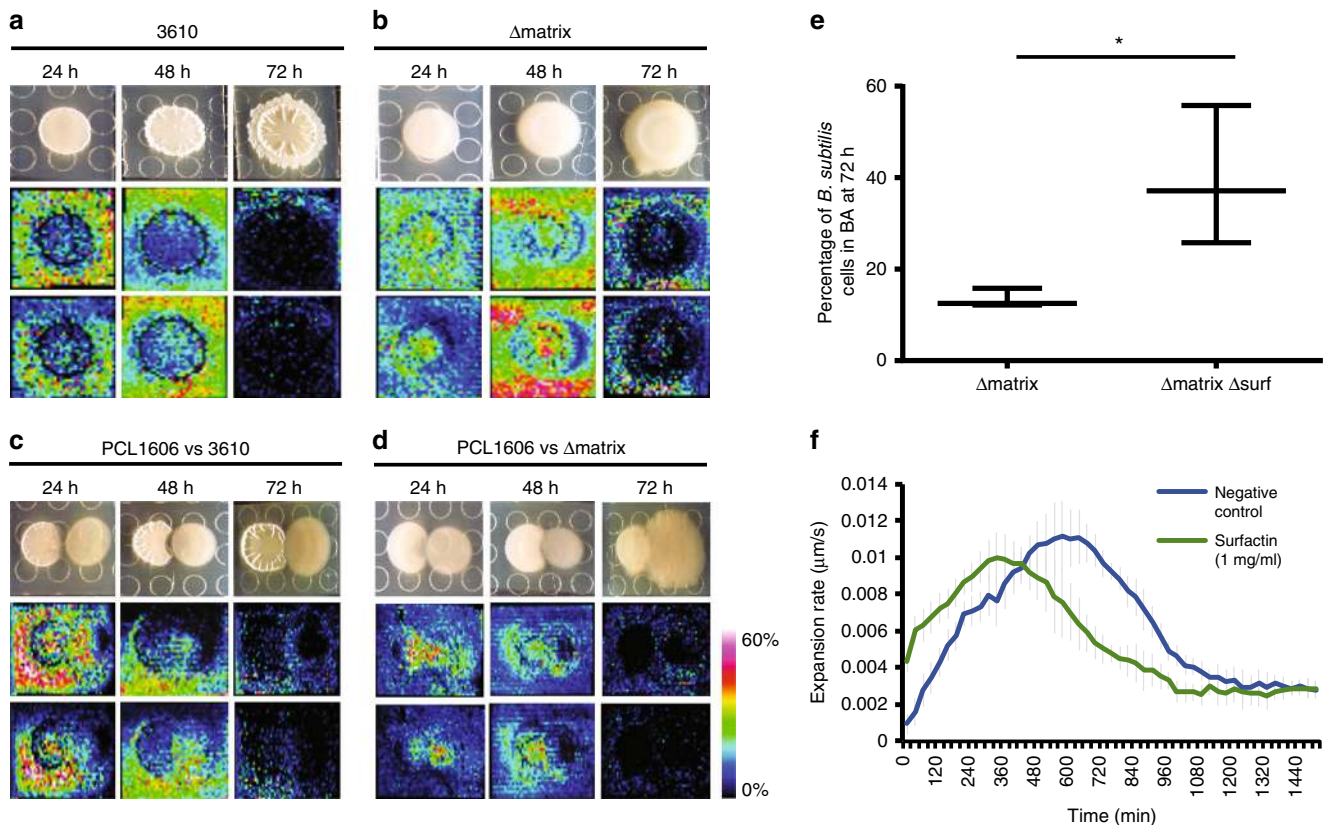 a
3610
24 h 48 h 72 h
b
Δmatrix
24 h 48 h 72 h
c
PCL1606 vs 3610
24 h 48 h 72 h
d
PCL1606 vs Δmatrix
24 h 48 h 72 h
60%
0%
e
*
Percentage of B. subtilis
cells in BA at 72 h
60
40
20
0
Δmatrix Δmatrix Δsurf
f
Expansion rate (μm/s)
0.014
0.012
0.010
0.008
0.006
0.004
0.002
0
Negative
control
Surfactin
(1 mg/ml)
0 120 240 360 480 600 720 840 960 1080 1200 1320 1440
Time (min)